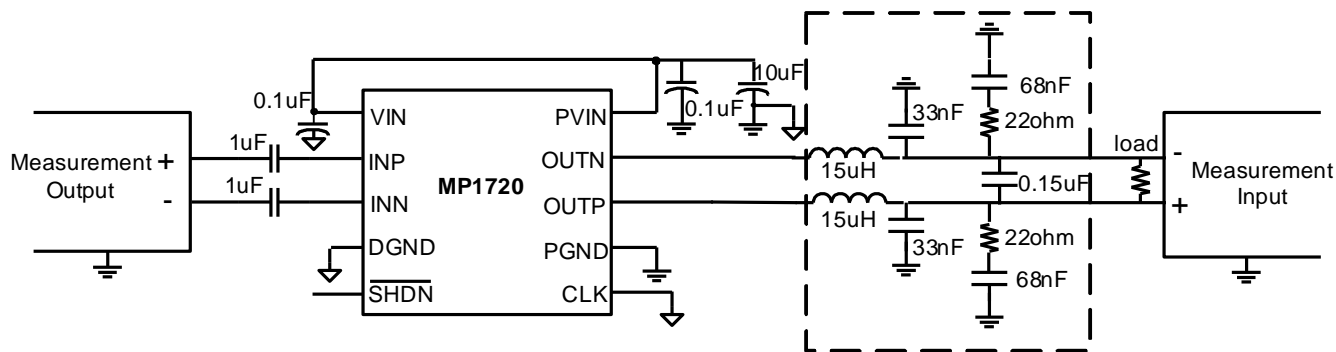 Measurement
Output
+
-
1uF
1uF
0.1uF
VIN
INP
INN
DGND
SHDN
MP1720
PVIN
OUTN
OUTP
PGND
CLK
0.1uF
10uF
15uH
15uH
33nF
33nF
68nF
22ohm
0.15uF
22ohm
68nF
load
-
+
Measurement
Input